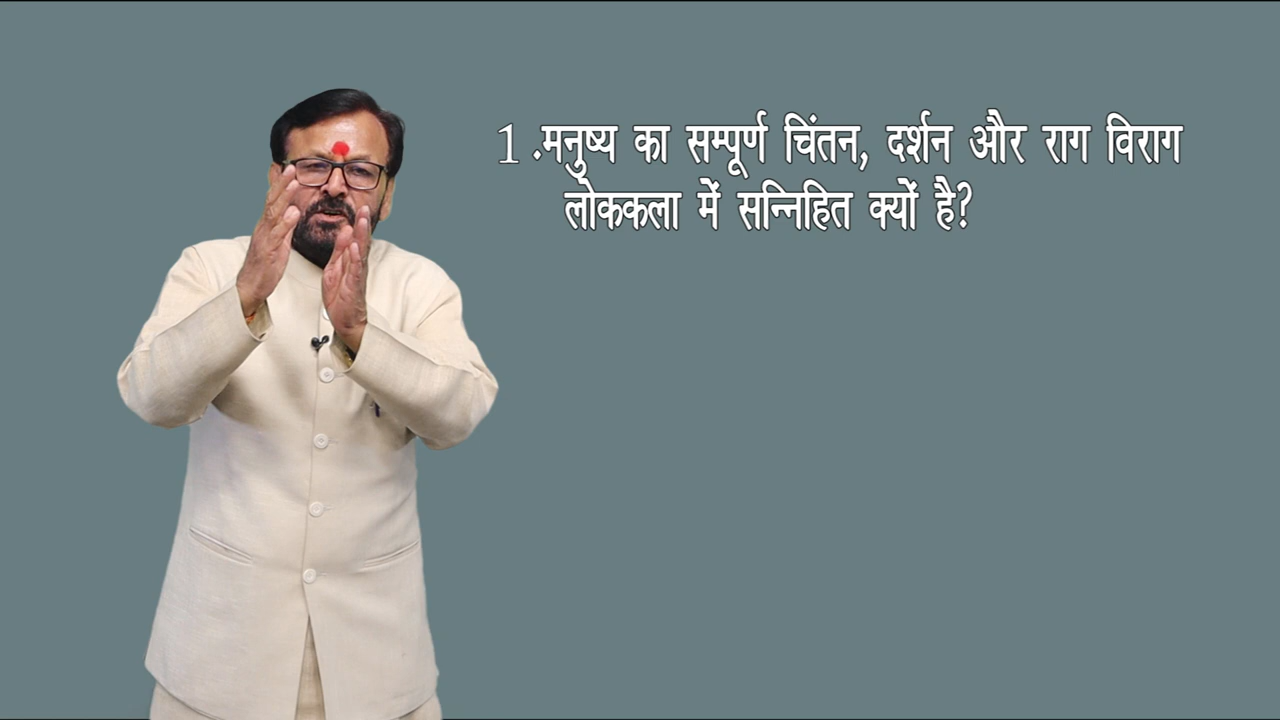 1.मनुष्य का सम्पूर्ण चिंतन, दर्शन और राग विराग
लोककला में सन्निहित क्यों है?